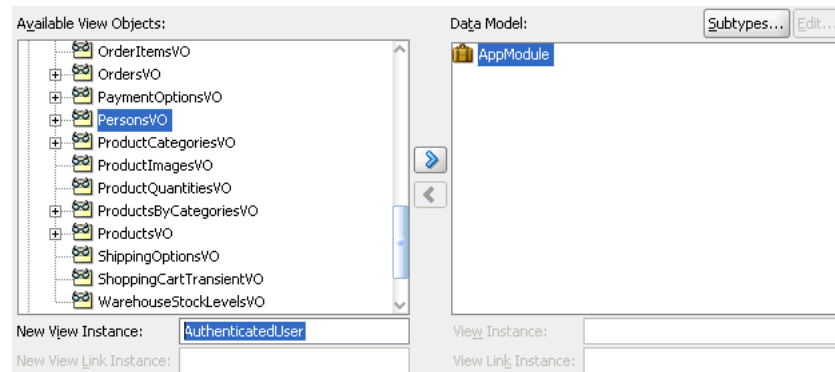 Available View Objects:
OrderItemsVO
OrdersVO
PaymentOptionsVO
PersonsVO
ProductCategoriesVO
ProductImagesVO
ProductQuantitiesVO
ProductsByCategoriesVO
ProductsVO
ShippingOptionsVO
ShoppingCartTransientVO
WarehouseStockLevelsVO
New View Instance: AuthenticatedUser
New View Link Instance:
Data Model:
Subtypes...
Edit...
AppModule
View Instance:
View Link Instance: